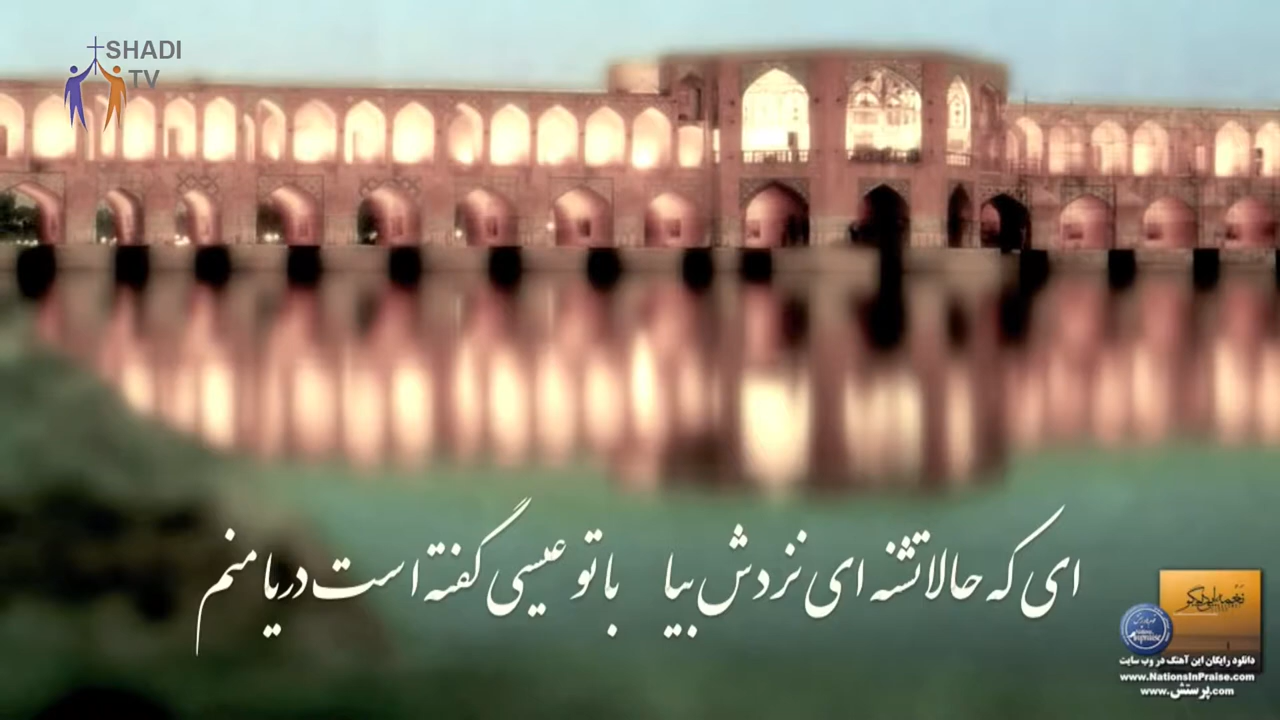 SHADI
TV
ای که حالا تشنه ای نزدش بیا با تو عیسی گفته است دریا منم
دانلود رایگان این آهنگ در وب سایت
www.NationsInPraise.com
www.پرستش.com